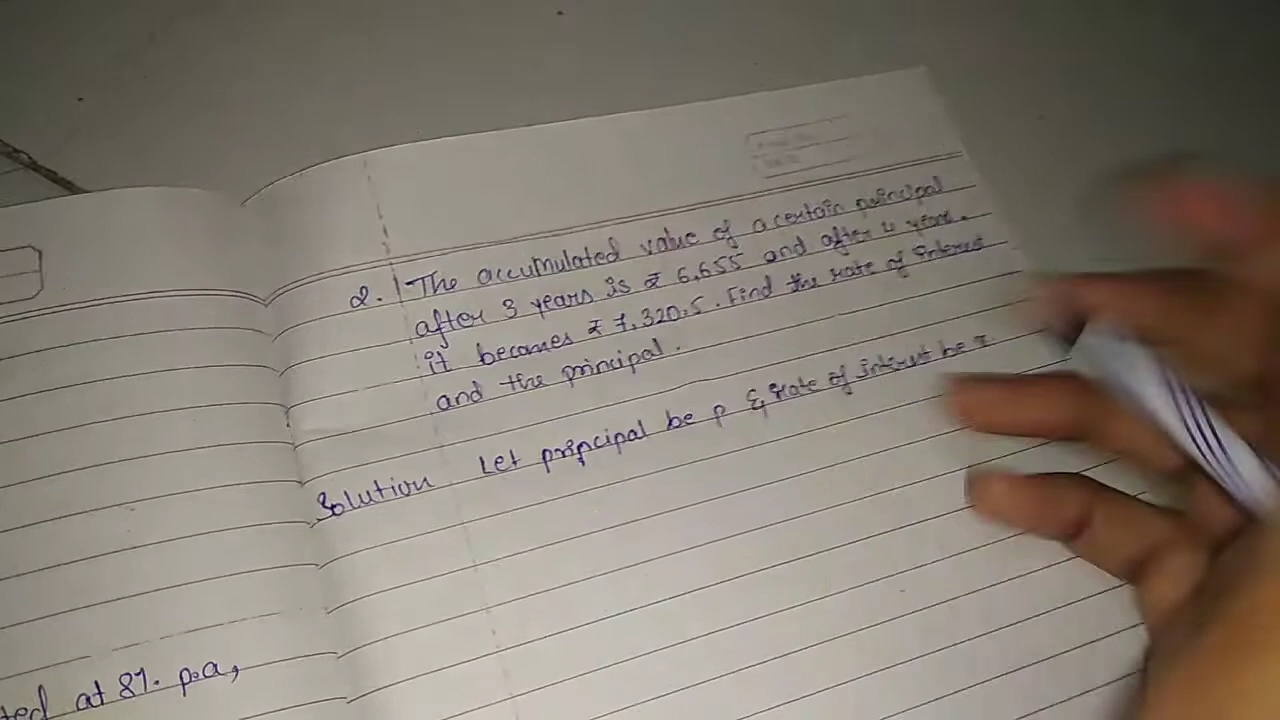 2. The accumulated value of a certain principal
after 3 years is ₹ 6,655 and after 4 years.
it becomes ₹ 7,320.5. Find the rate of interest
and the principal.
Solution Let principal be p & rate of interest be r
ted at 8%. p.a,